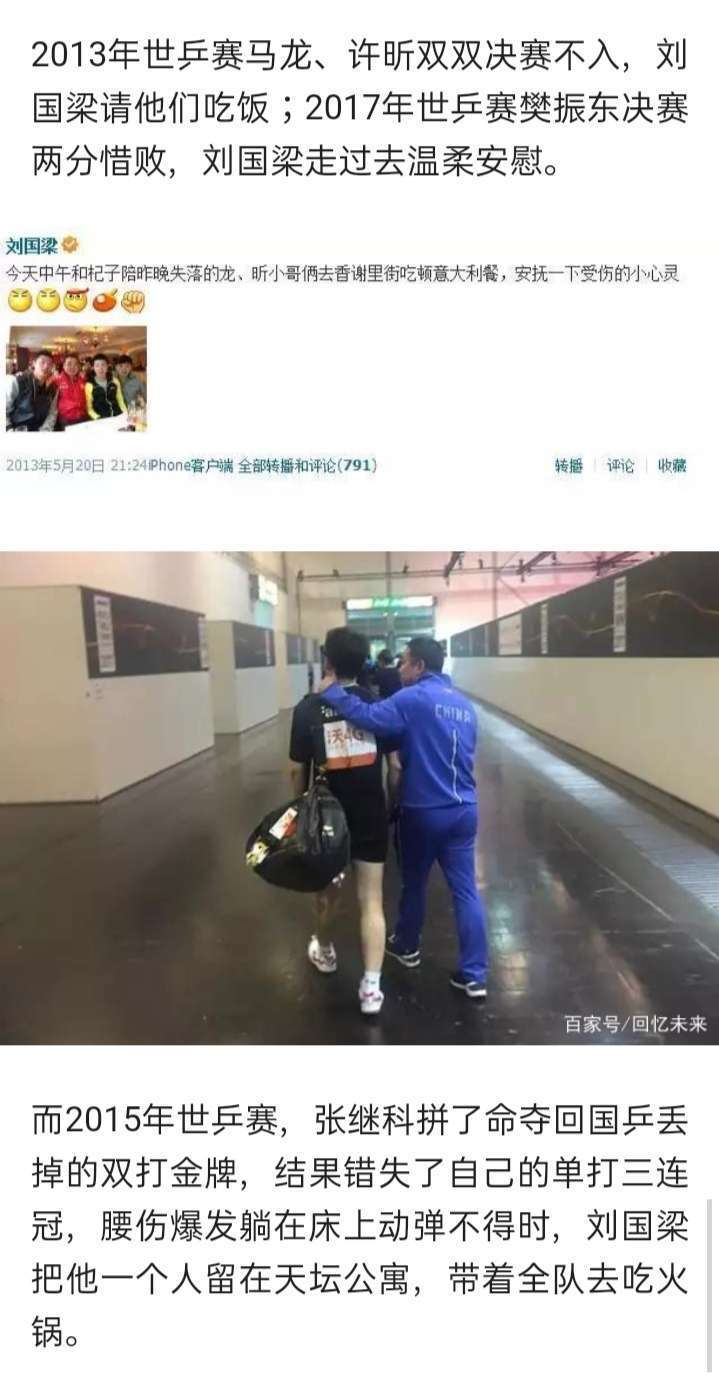 2013年世乒赛马龙、许昕双双决赛不入，刘
国梁请他们吃饭；2017年世乒赛樊振东决赛
两分惜败，刘国梁走过去温柔安慰。
刘国梁
今天中午和杞子陪昨晚失落的龙、昕小哥俩去香谢里街吃顿意大利餐，安抚一下受伤的小心灵
2013年5月20日 21:24iPhone客户端 全部转播和评论(791)
转播 评论 收藏
CHINA
沃4G
百家号/回忆未来
而2015年世乒赛，张继科拼了命夺回国乒丢
掉的双打金牌，结果错失了自己的单打三连
冠，腰伤爆发躺在床上动弹不得时，刘国梁
把他一个人留在天坛公寓，带着全队去吃火
锅。